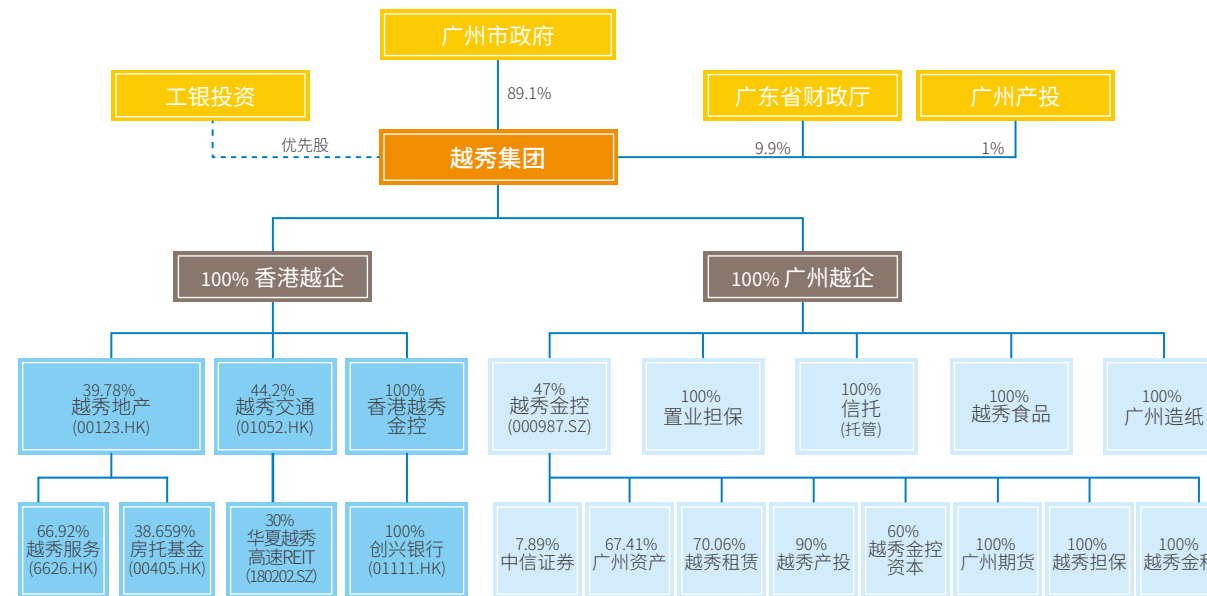 广州市政府
工银投资
广东省财政厅
广州产投
89.1%
优先股
越秀集团
9.9%
1%
100% 香港越企
100% 广州越企
39.78%
越秀地产
(00123.HK)
44.2%
越秀交通
(01052.HK)
100%
香港越秀
金控
47%
越秀金控
(000987.SZ)
100%
置业担保
100%
信托
(托管)
100%
越秀食品
100%
广州造纸
66.92%
越秀服务
(6626.HK)
38.659%
房托基金
(00405.HK)
30%
华夏越秀
高速REIT
(180202.SZ)
100%
创兴银行
(01111.HK)
7.89%
中信证券
67.41%
广州资产
70.06%
越秀租赁
90%
越秀产投
60%
越秀金控
资本
100%
广州期货
100%
越秀担保
100%
越秀金